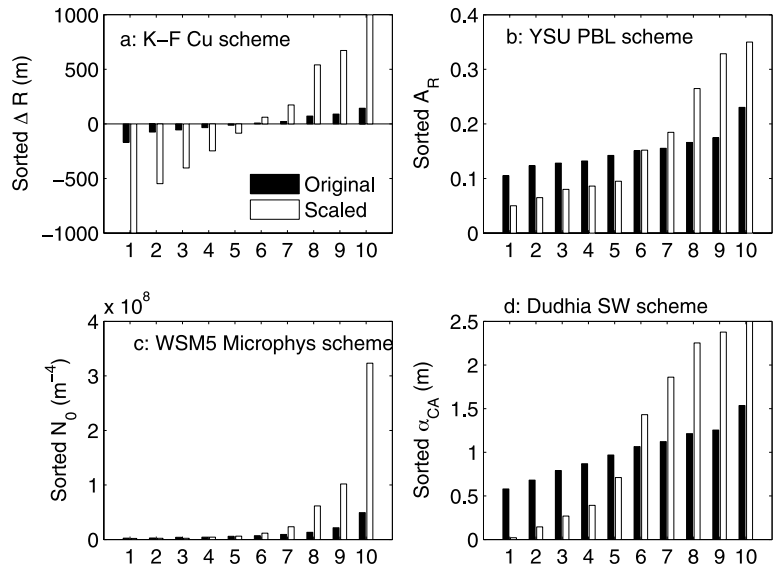 a: K−F Cu scheme
Sorted Δ R (m)
1000
500
0
−500
−1000
Original
Scaled
1 2 3 4 5 6 7 8 9 10
b: YSU PBL scheme
Sorted A_R
0.4
0.3
0.2
0.1
0
1 2 3 4 5 6 7 8 9 10
x 10^8
c: WSM5 Microphys scheme
Sorted N_0 (m^−4)
4
3
2
1
0
1 2 3 4 5 6 7 8 9 10
d: Dudhia SW scheme
Sorted α_CA (m)
2.5
2
1.5
1
0.5
0
1 2 3 4 5 6 7 8 9 10